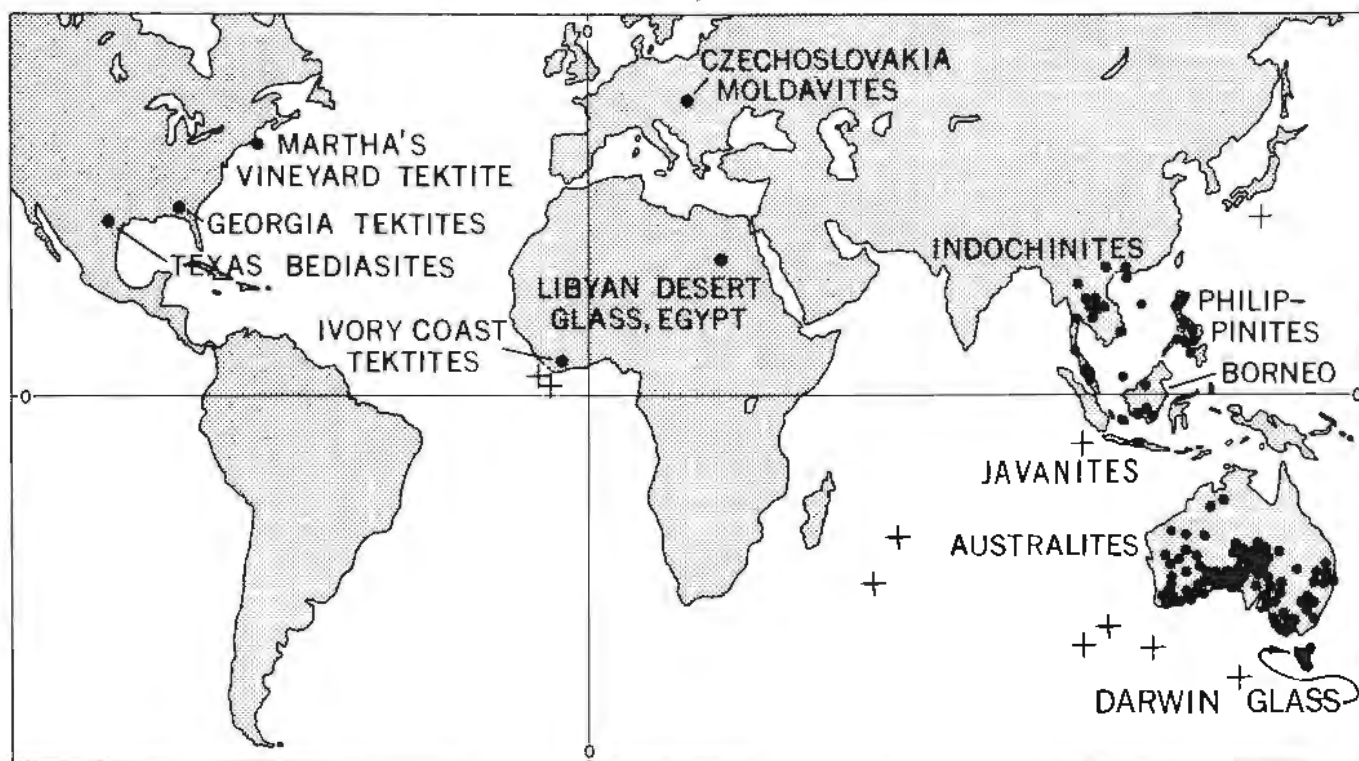 0
CZECHOSLOVAKIA
MOLDAVITES
MARTHA'S
VINEYARD TEKTITE
GEORGIA TEKTITES
TEXAS BEDIASITES
INDOCHINITES
LIBYAN DESERT
GLASS, EGYPT
PHILIP-
PINITES
IVORY COAST
TEKTITES
BORNEO
0
0
JAVANITES
AUSTRALITES
DARWIN GLASS
0